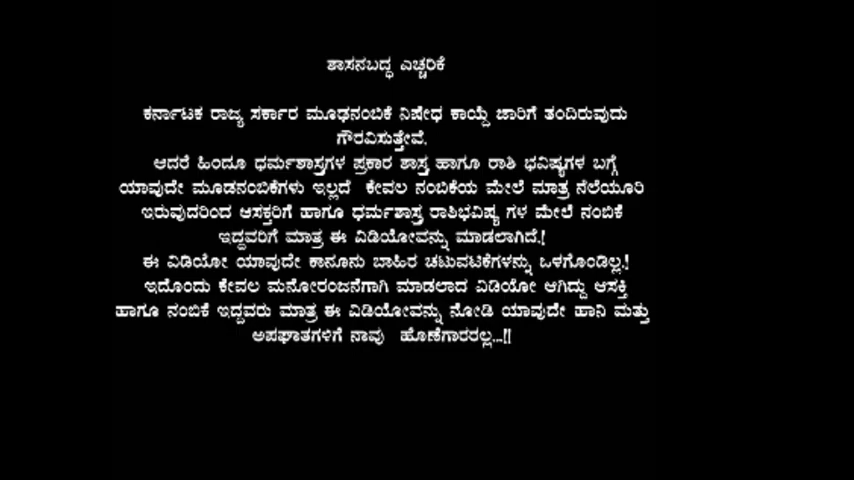 ಶಾಸನಬದ್ಧ ಎಚ್ಚರಿಕೆ
ಕರ್ನಾಟಕ ರಾಜ್ಯ ಸರ್ಕಾರ ಮೂಢನಂಬಿಕೆ ನಿಷೇಧ ಕಾಯ್ದೆ ಜಾರಿಗೆ ತಂದಿರುವುದು
ಗೌರವಿಸುತ್ತೇವೆ.
ಆದರೆ ಹಿಂದೂ ಧರ್ಮಶಾಸ್ತ್ರಗಳ ಪ್ರಕಾರ ಶಾಸ್ತ್ರ ಹಾಗೂ ರಾಶಿ ಭವಿಷ್ಯಗಳ ಬಗ್ಗೆ
ಯಾವುದೇ ಮೂಡನಂಬಿಕೆಗಳು ಇಲ್ಲದೆ ಕೇವಲ ನಂಬಿಕೆಯ ಮೇಲೆ ಮಾತ್ರ ನೆಲೆಯೂರಿ
ಇರುವುದರಿಂದ ಆಸಕ್ತರಿಗೆ ಹಾಗೂ ಧರ್ಮಶಾಸ್ತ್ರ ರಾಶಿಭವಿಷ್ಯ ಗಳ ಮೇಲೆ ನಂಬಿಕೆ
ಇದ್ದವರಿಗೆ ಮಾತ್ರ ಈ ವಿಡಿಯೋವನ್ನು ಮಾಡಲಾಗಿದೆ.!
ಈ ವಿಡಿಯೋ ಯಾವುದೇ ಕಾನೂನು ಬಾಹಿರ ಚಟುವಟಿಕೆಗಳನ್ನು ಒಳಗೊಂಡಿಲ್ಲ.!
ಇದೊಂದು ಕೇವಲ ಮನೋರಂಜನೆಗಾಗಿ ಮಾಡಲಾದ ವಿಡಿಯೋ ಆಗಿದ್ದು ಆಸಕ್ತಿ
ಹಾಗೂ ನಂಬಿಕೆ ಇದ್ದವರು ಮಾತ್ರ ಈ ವಿಡಿಯೋವನ್ನು ನೋಡಿ ಯಾವುದೇ ಹಾನಿ ಮತ್ತು
ಅಪಘಾತಗಳಿಗೆ ನಾವು ಹೊಣೆಗಾರರಲ್ಲ...!!